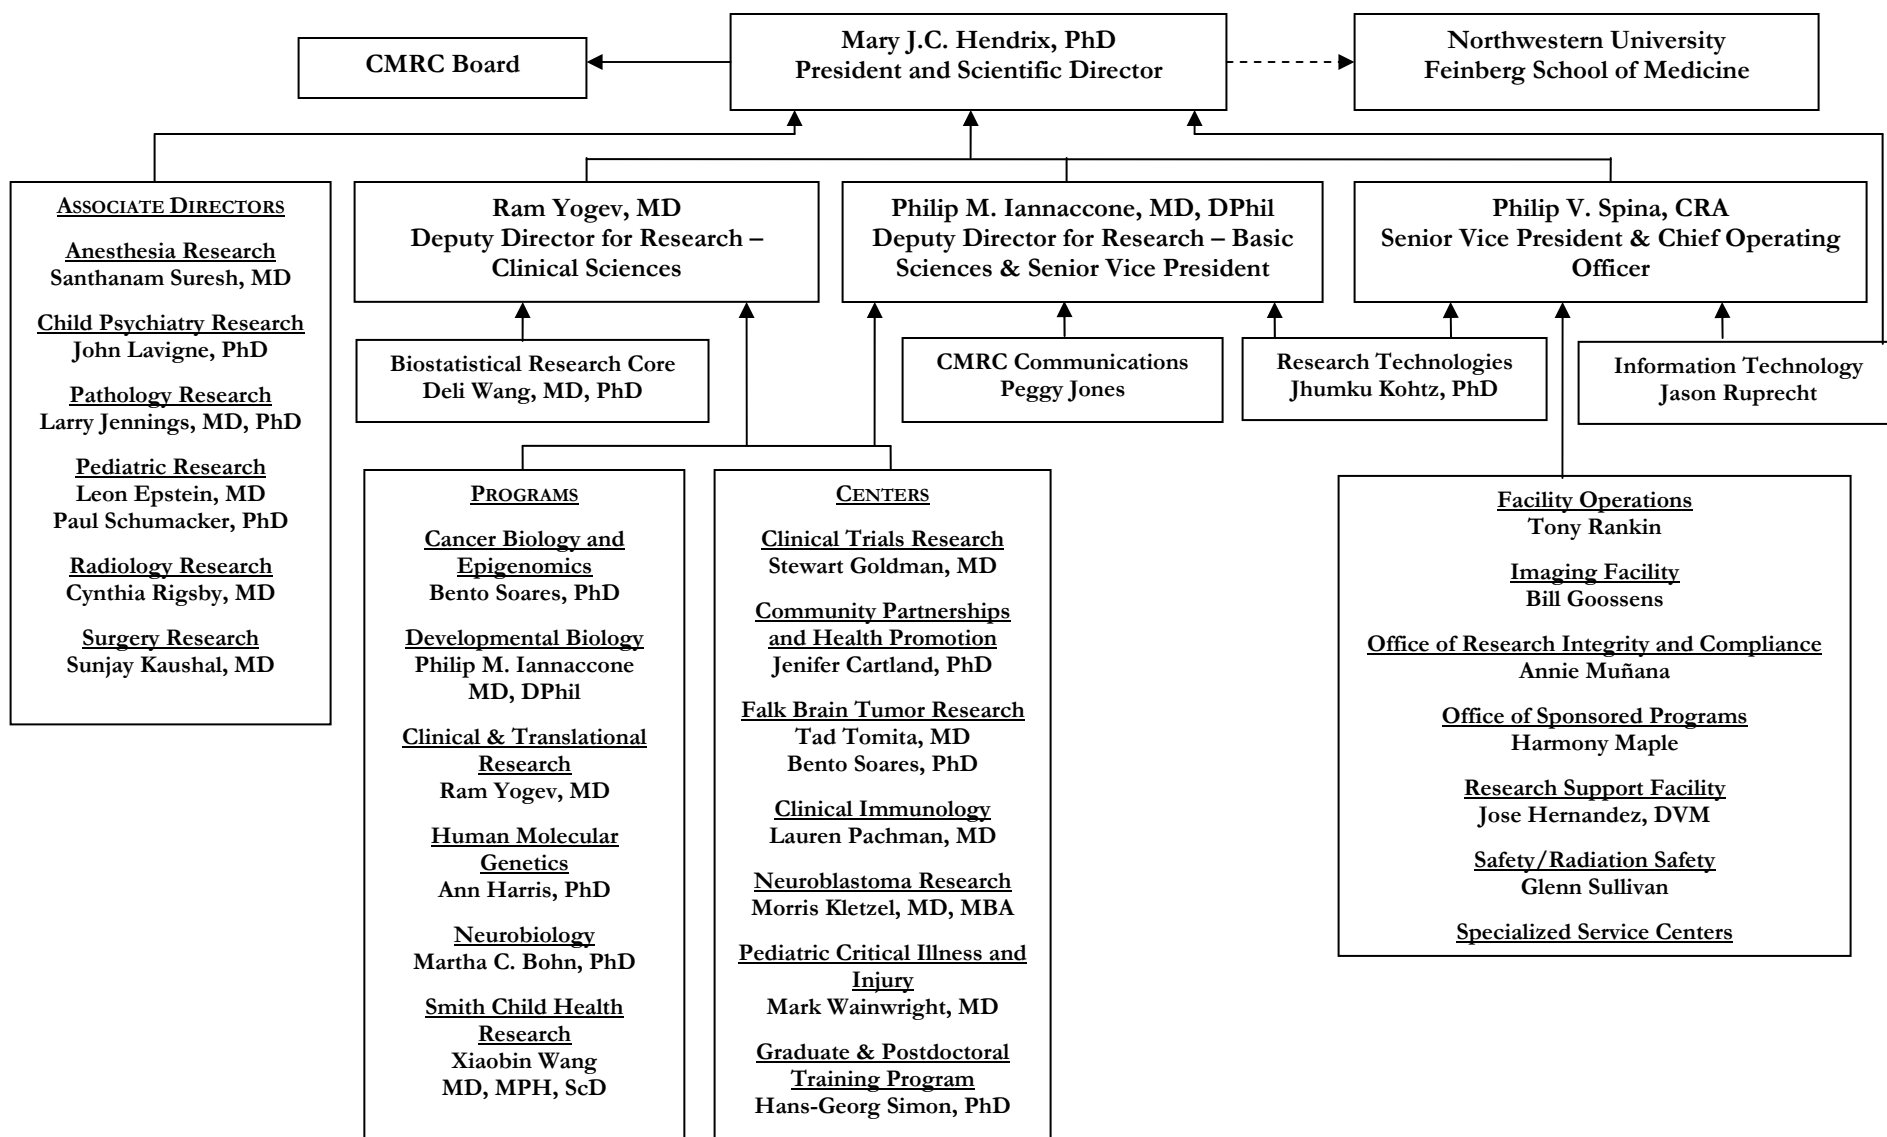 CMRC Board
Mary J.C. Hendrix, PhD
President and Scientific Director
Northwestern University
Feinberg School of Medicine
ASSOCIATE DIRECTORS
Anesthesia Research
Santhanam Suresh, MD
Child Psychiatry Research
John Lavigne, PhD
Pathology Research
Larry Jennings, MD, PhD
Pediatric Research
Leon Epstein, MD
Paul Schumacker, PhD
Radiology Research
Cynthia Rigsby, MD
Surgery Research
Sunjay Kaushal, MD
Ram Yogev, MD
Deputy Director for Research –
Clinical Sciences
Philip M. Iannaccone, MD, DPhil
Deputy Director for Research – Basic
Sciences & Senior Vice President
Philip V. Spina, CRA
Senior Vice President & Chief Operating
Officer
Biostatistical Research Core
Deli Wang, MD, PhD
CMRC Communications
Peggy Jones
Research Technologies
Jhumku Kohtz, PhD
Information Technology
Jason Ruprecht
PROGRAMS
Cancer Biology and
Epigenomics
Bento Soares, PhD
Developmental Biology
Philip M. Iannaccone
MD, DPhil
Clinical & Translational
Research
Ram Yogev, MD
Human Molecular
Genetics
Ann Harris, PhD
Neurobiology
Martha C. Bohn, PhD
Smith Child Health
Research
Xiaobin Wang
MD, MPH, ScD
CENTERS
Clinical Trials Research
Stewart Goldman, MD
Community Partnerships
and Health Promotion
Jenifer Cartland, PhD
Falk Brain Tumor Research
Tad Tomita, MD
Bento Soares, PhD
Clinical Immunology
Lauren Pachman, MD
Neuroblastoma Research
Morris Kletzel, MD, MBA
Pediatric Critical Illness and
Injury
Mark Wainwright, MD
Graduate & Postdoctoral
Training Program
Hans-Georg Simon, PhD
Facility Operations
Tony Rankin
Imaging Facility
Bill Goossens
Office of Research Integrity and Compliance
Annie Muñana
Office of Sponsored Programs
Harmony Maple
Research Support Facility
Jose Hernandez, DVM
Safety/Radiation Safety
Glenn Sullivan
Specialized Service Centers